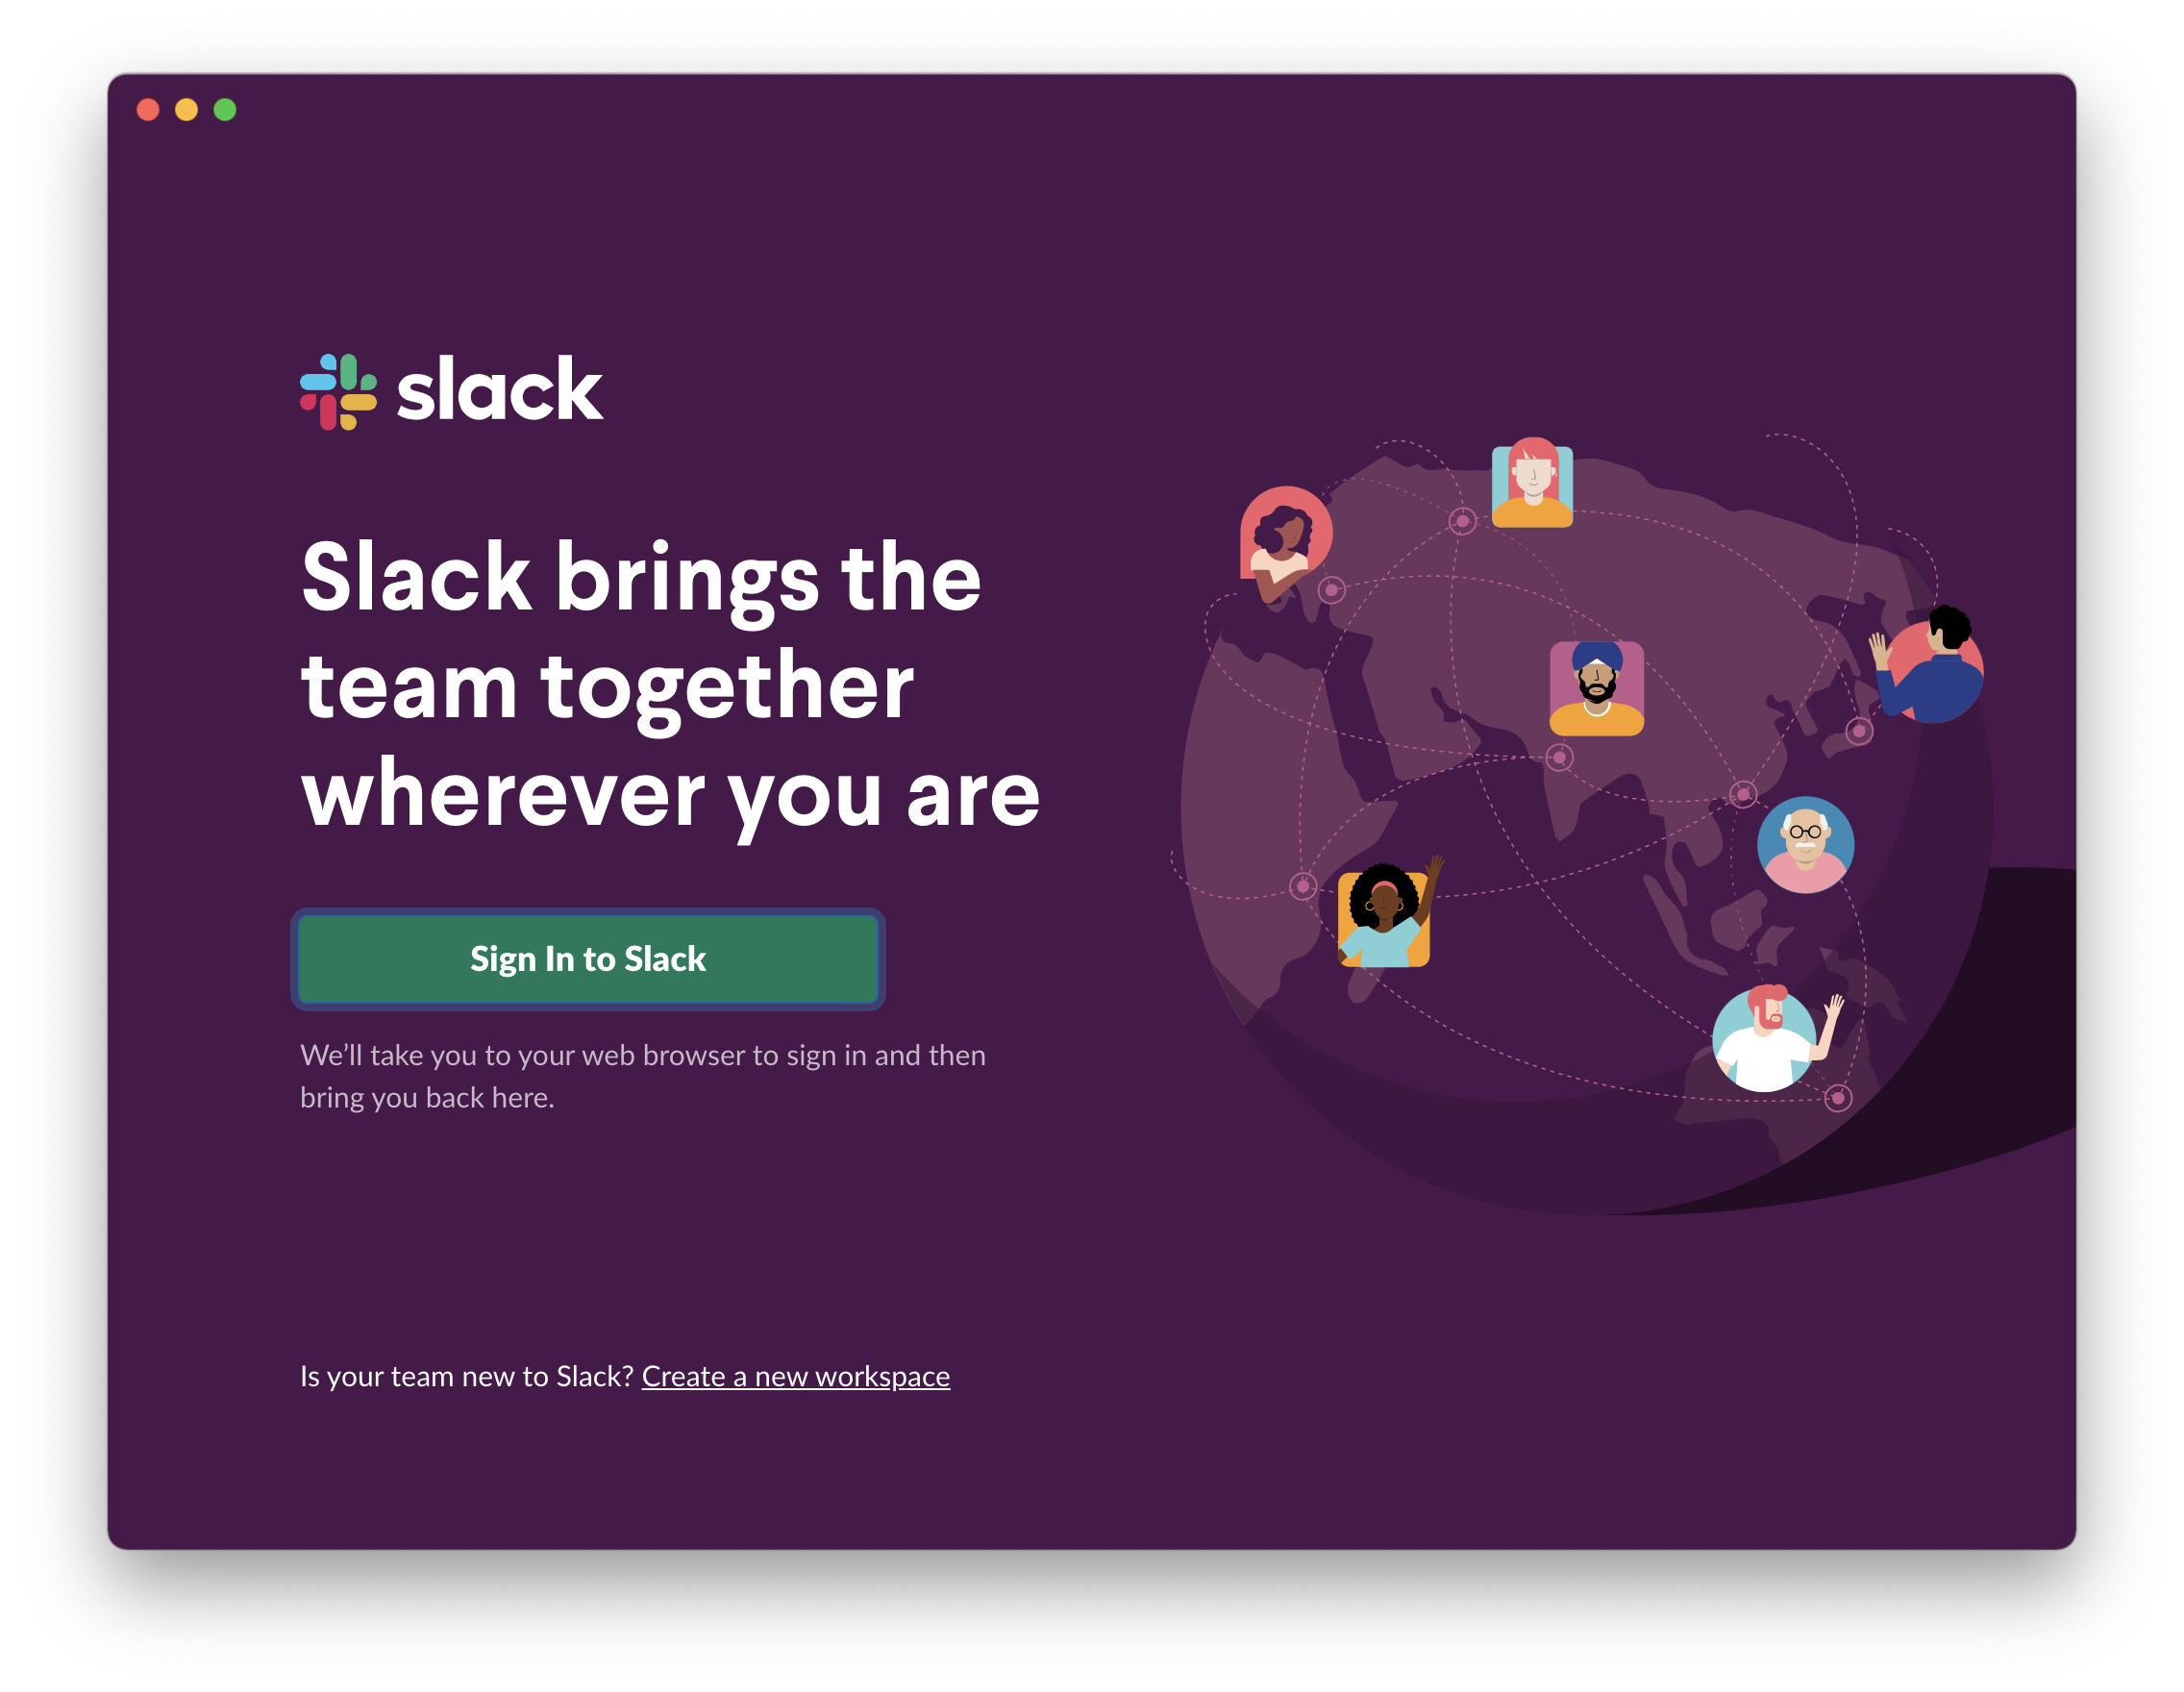 slack
Slack brings the
team together
wherever you are
Sign In to Slack
We’ll take you to your web browser to sign in and then
bring you back here.
Is your team new to Slack? Create a new workspace